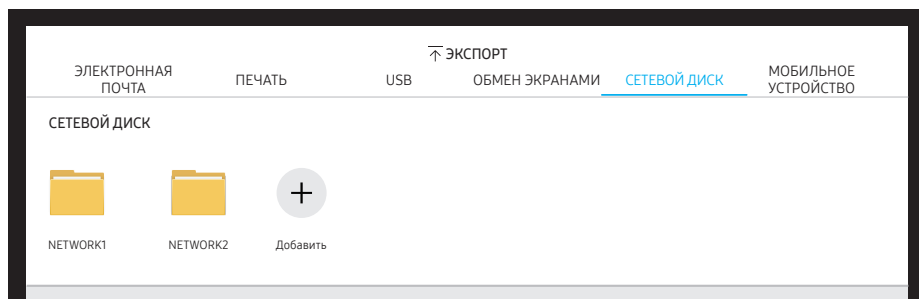 ЭКСПОРТ
ЭЛЕКТРОННАЯ
ПОЧТА
ПЕЧАТЬ
USB
ОБМЕН ЭКРАНАМИ
СЕТЕВОЙ ДИСК
МОБИЛЬНОЕ
УСТРОЙСТВО
СЕТЕВОЙ ДИСК
NETWORK1
NETWORK2
Добавить